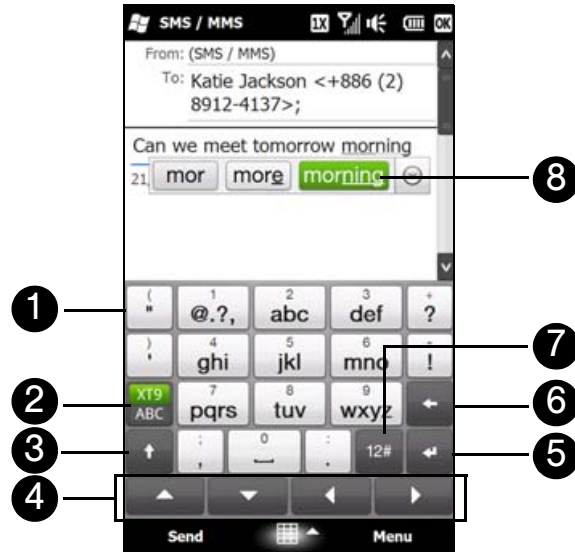 SMS / MMS 1X OK
From: (SMS / MMS)
To: Katie Jackson <+886 (2)
8912-4137>;
Can we meet tomorrow morning
21, mor more morning
8
1
( " 1 @.?, 2 abc 3 def + ?
7
) ' 4 ghi 5 jkl 6 mno - !
2
XT9 ABC 7 pqrs 8 tuv 9 wxyz
6
3
; , 0 : . 12#
5
4
Send Menu